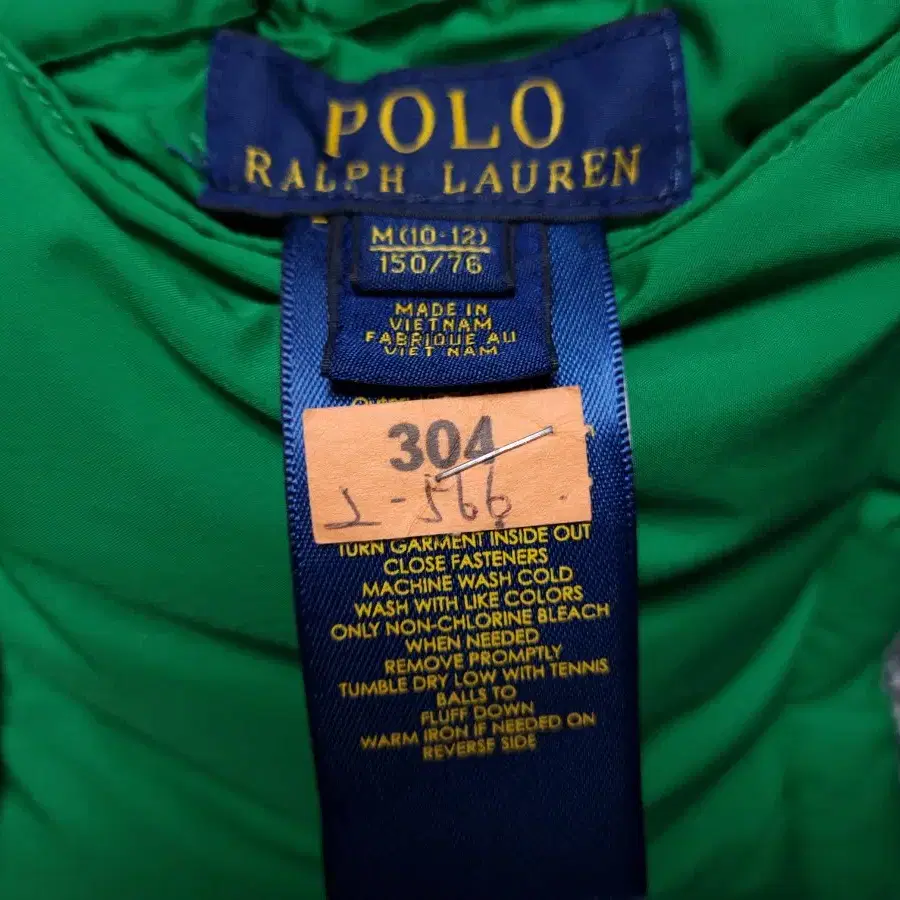 POLO
RALPH LAUREN
M(10-12)
150/76
MADE IN
VIETNAM
FABRIQUE AU
VIET NAM
304
TURN GARMENT INSIDE OUT
CLOSE FASTENERS
MACHINE WASH COLD
WASH WITH LIKE COLORS
ONLY NON-CHLORINE BLEACH
WHEN NEEDED
REMOVE PROMPTLY
TUMBLE DRY LOW WITH TENNIS
BALLS TO
FLUFF DOWN
WARM IRON IF NEEDED ON
REVERSE SIDE